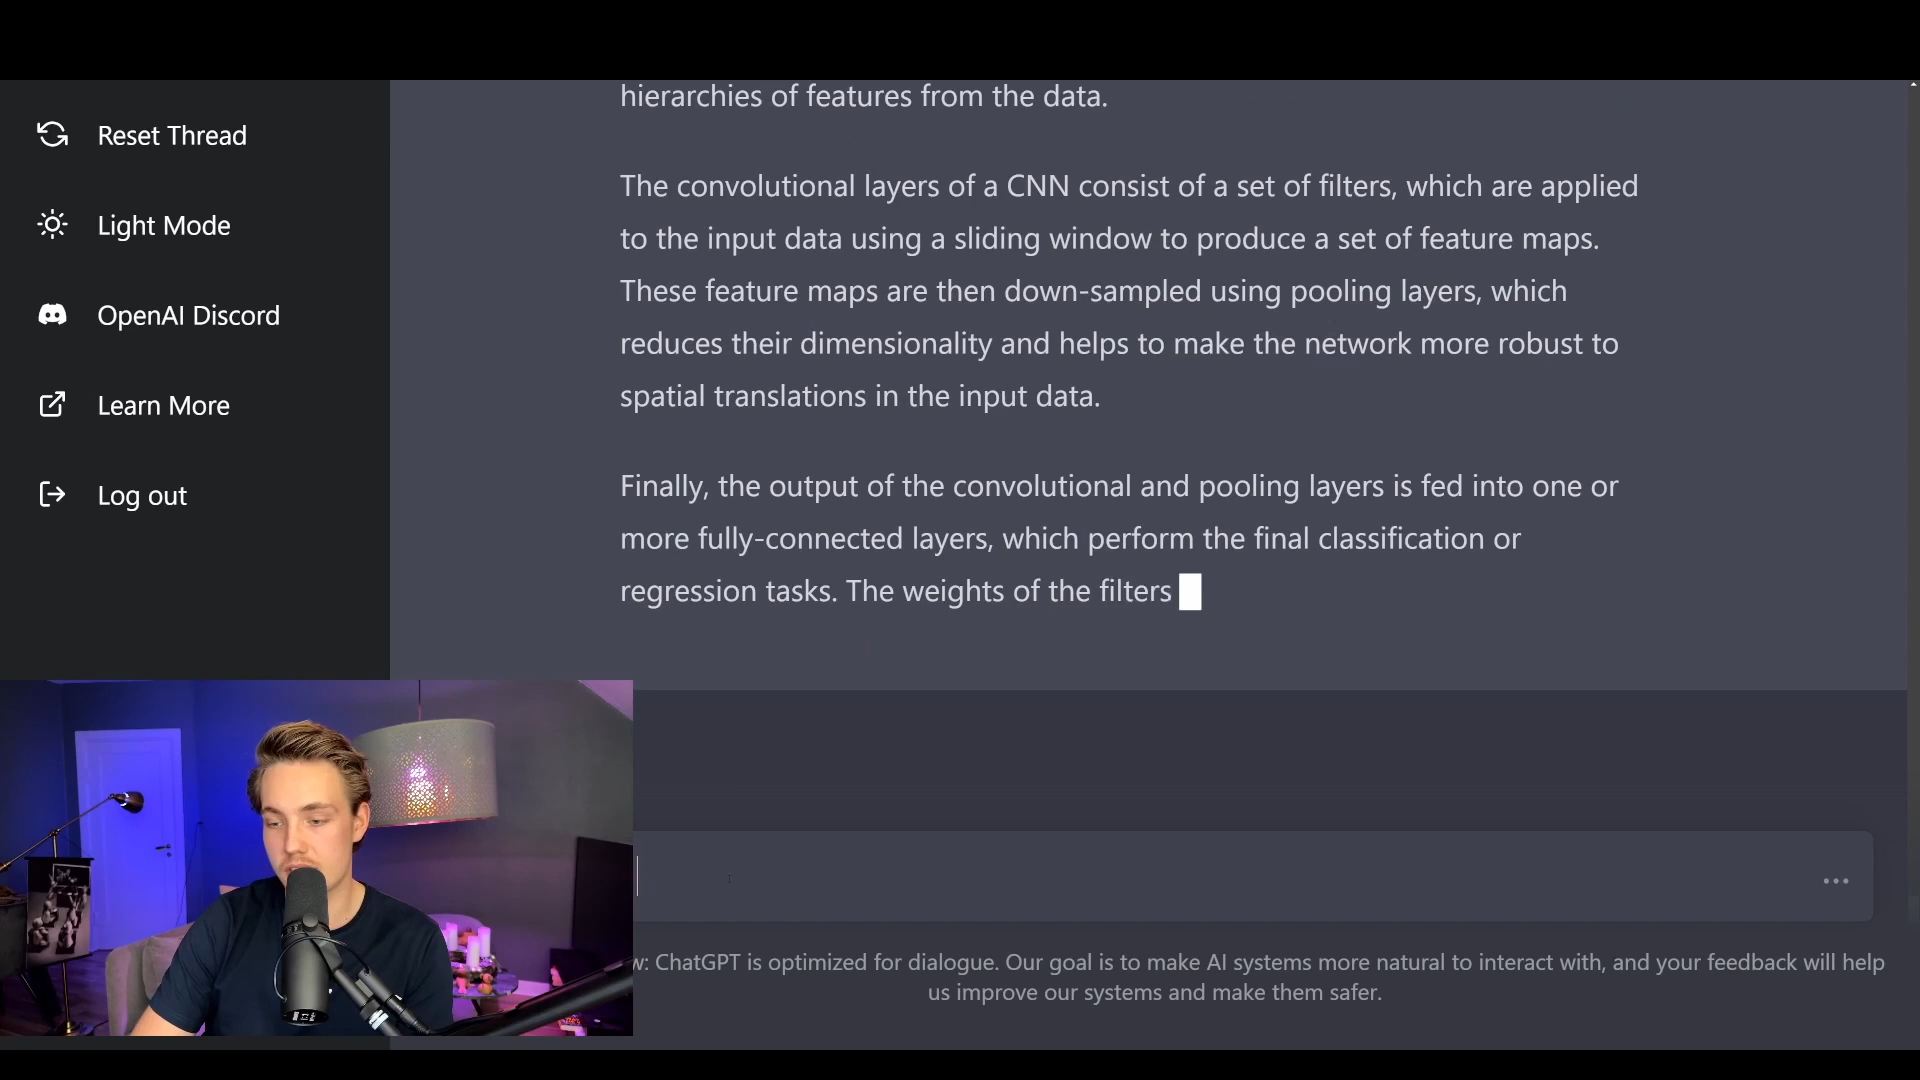 hierarchies of features from the data.
Reset Thread
The convolutional layers of a CNN consist of a set of filters, which are applied
Light Mode
to the input data using a sliding window to produce a set of feature maps.
These feature maps are then down-sampled using pooling layers, which
OpenAI Discord
reduces their dimensionality and helps to make the network more robust to
Learn More
spatial translations in the input data.
Log out
Finally, the output of the convolutional and pooling layers is fed into one or
more fully-connected layers, which perform the final classification or
regression tasks. The weights of the filters
w: ChatGPT is optimized for dialogue. Our goal is to make AI systems more natural to interact with, and your feedback will help
us improve our systems and make them safer.